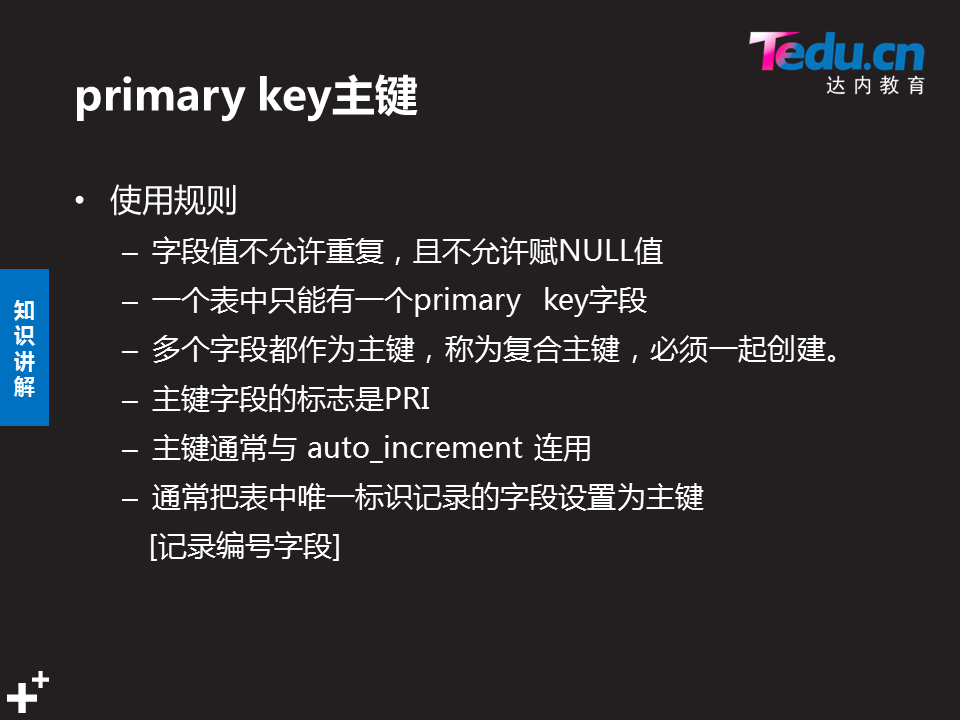 Tedu.cn
达内教育
primary key主键
• 使用规则
– 字段值不允许重复，且不允许赋NULL值
– 一个表中只能有一个primary key字段
– 多个字段都作为主键，称为复合主键，必须一起创建。
– 主键字段的标志是PRI
– 主键通常与 auto_increment 连用
– 通常把表中唯一标识记录的字段设置为主键
[记录编号字段]
知识讲解